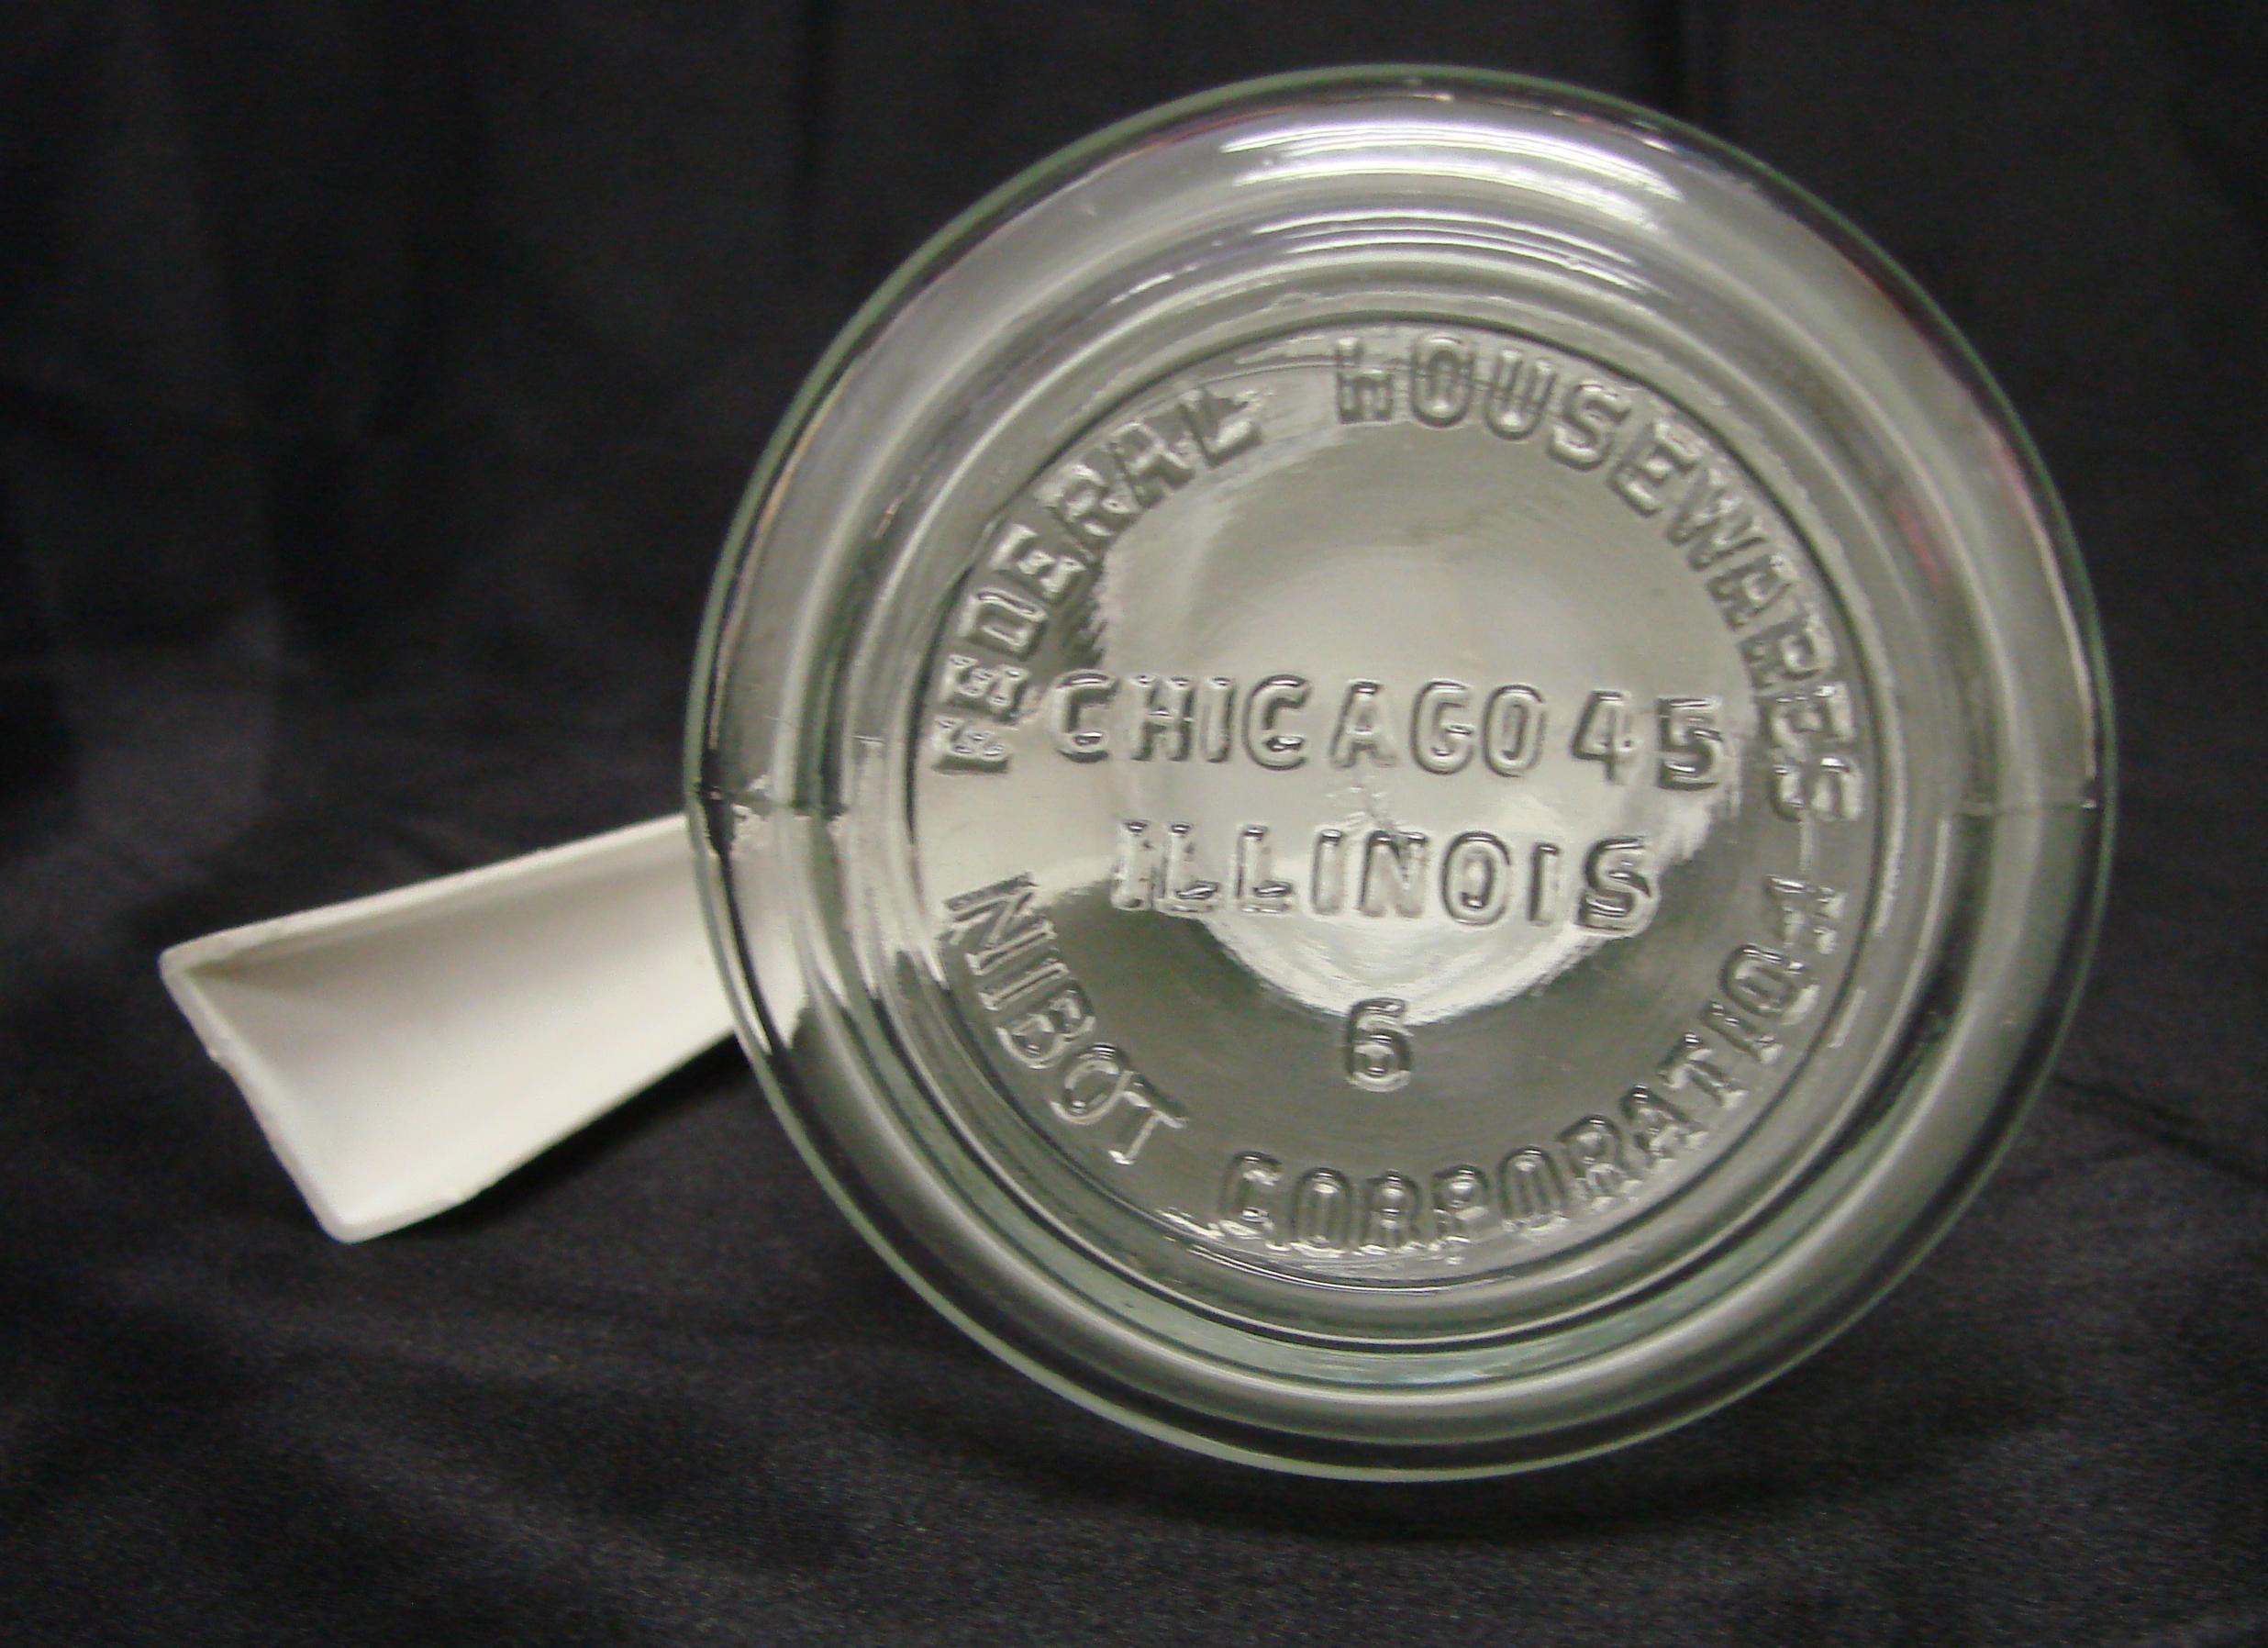 FEDERAL HOUSEWARES
CHICAGO 45
ILLINOIS
6
NIBOT CORPORATION